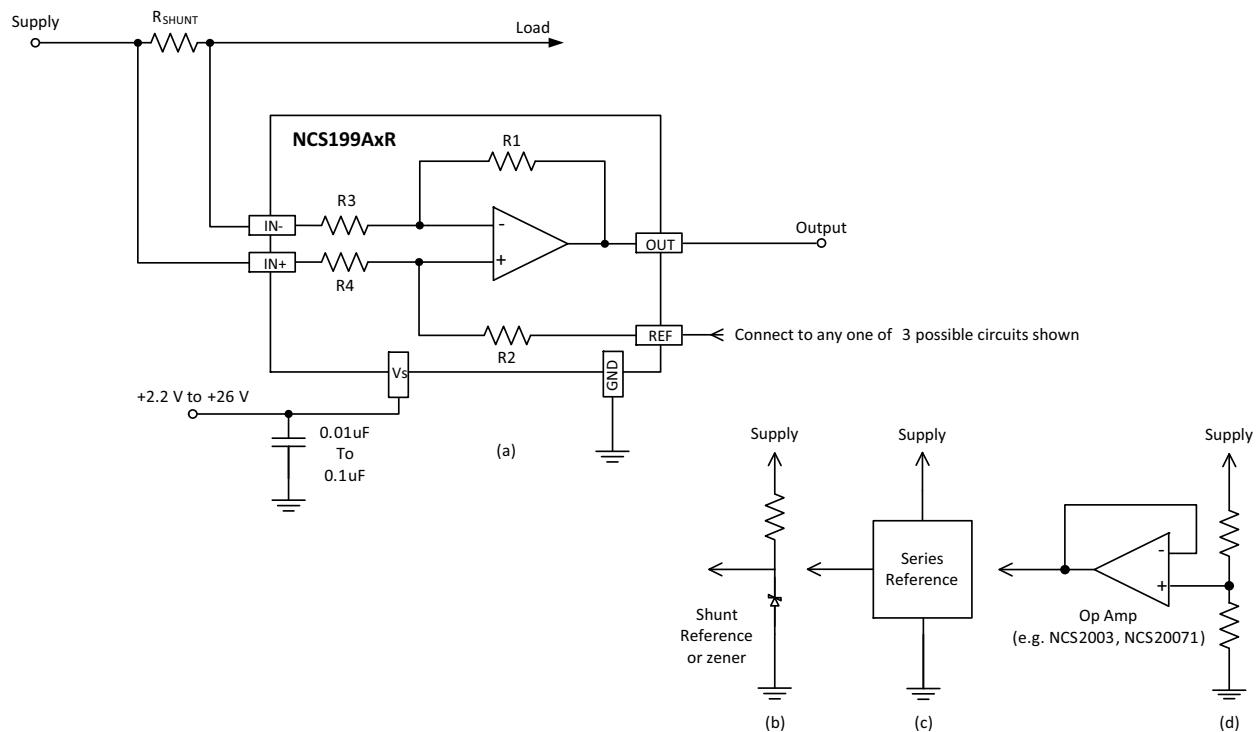 Supply
RSHUNT
Load
NCS199AxR
R1
R3
IN-
-
Output
OUT
IN+
+
R4
REF
Connect to any one of 3 possible circuits shown
R2
Vs
GND
+2.2 V to +26 V
0.01uF
To
0.1uF
(a)
Supply
Supply
Supply
Series
Reference
-
+
Shunt
Reference
or zener
Op Amp
(e.g. NCS2003, NCS20071)
(b)
(c)
(d)